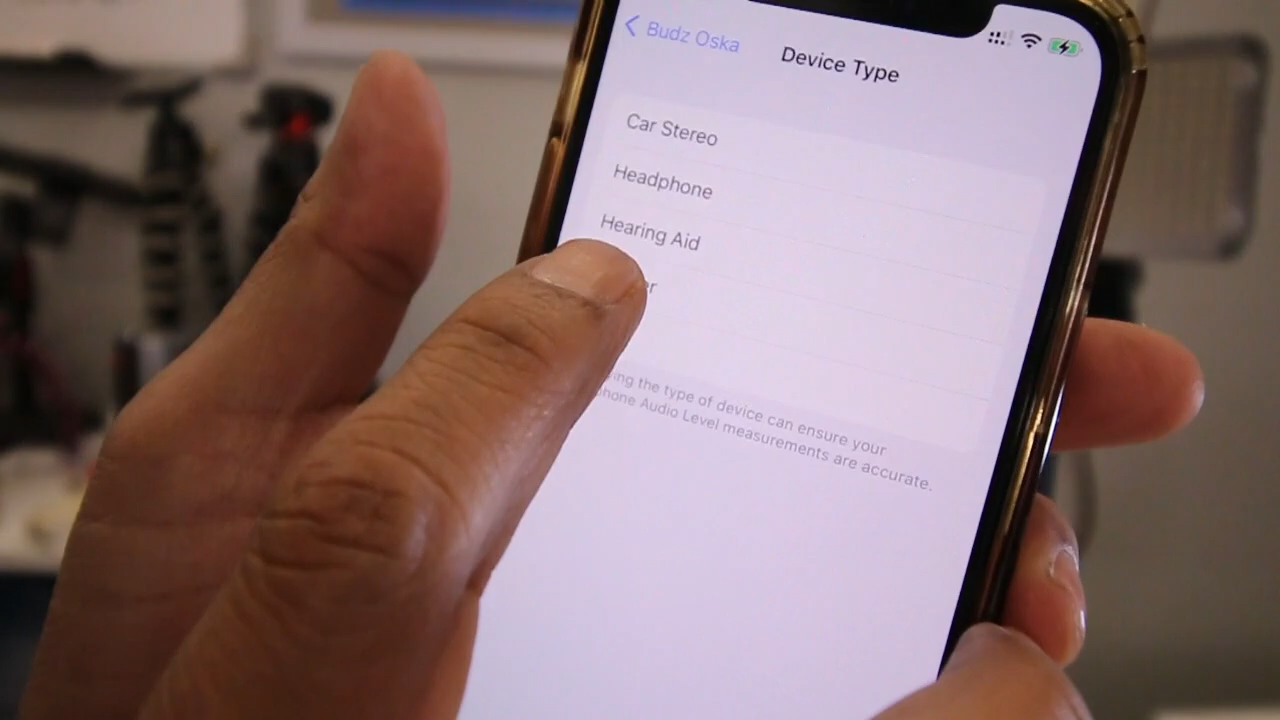 Budz Oska
Device Type
Car Stereo
Headphone
Hearing Aid
the type of device can ensure your
Audio Level measurements are accurate.